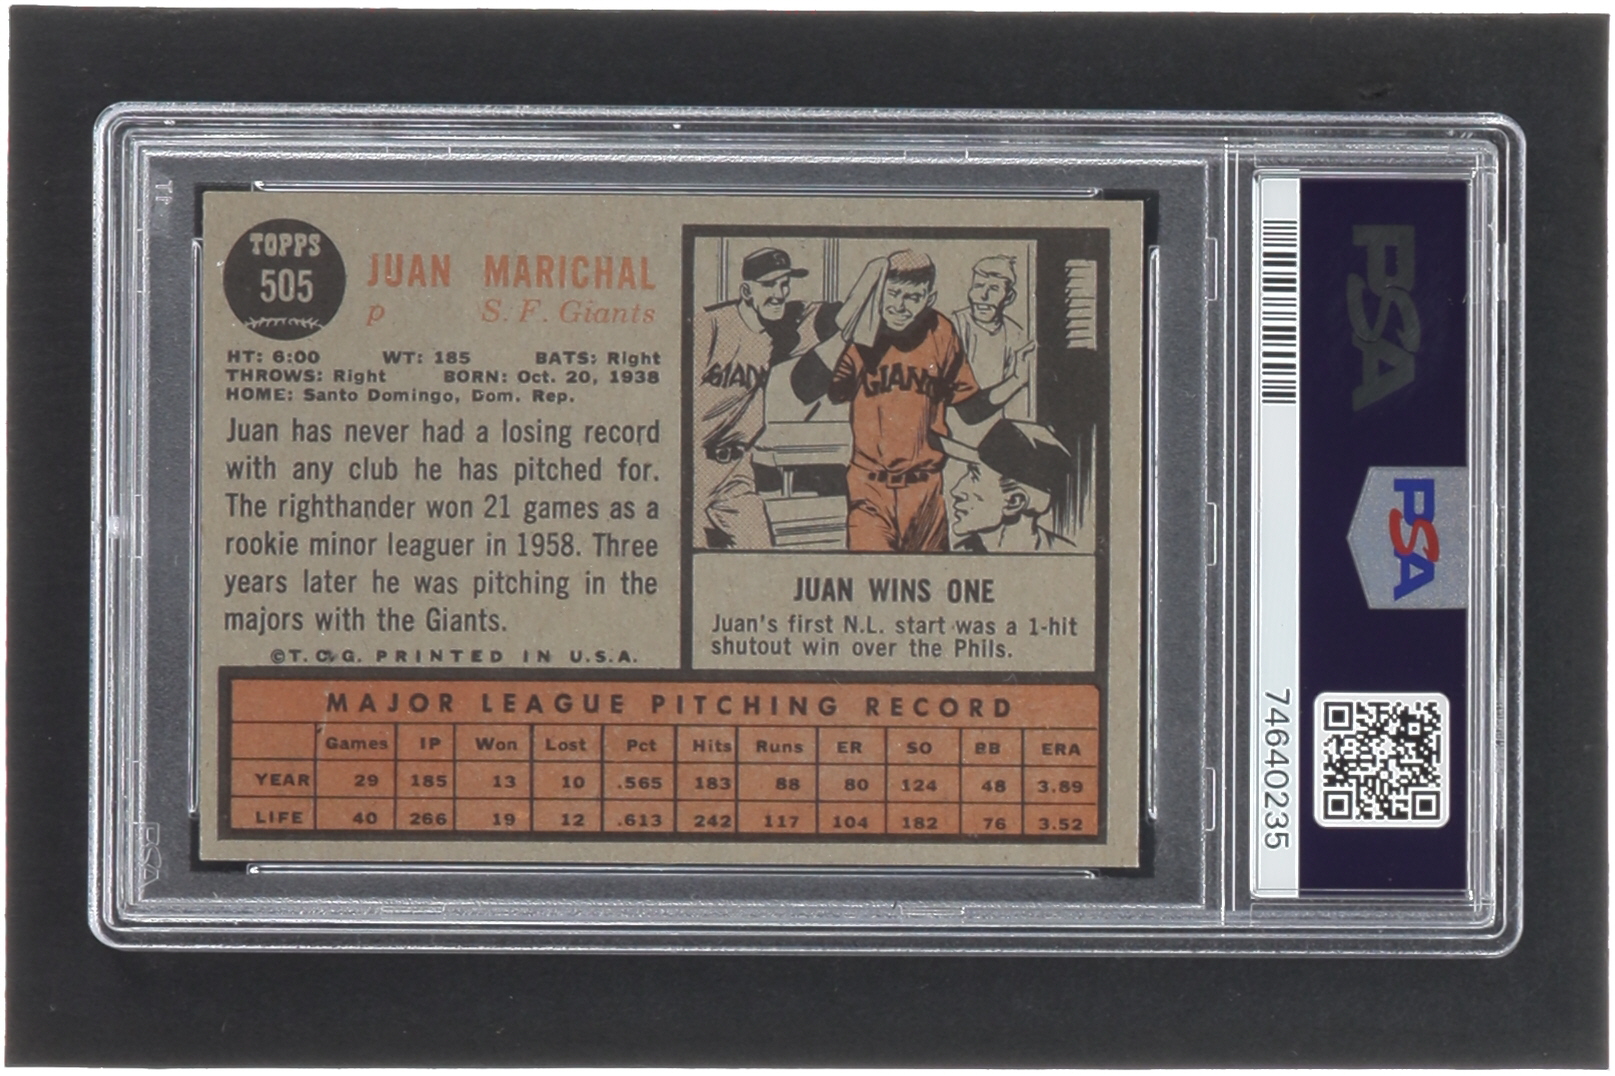 TOPPS
505
JUAN MARICHAL
p S. F. Giants
HT: 6:00 WT: 185 BATS: Right
THROWS: Right BORN: Oct. 20, 1938
HOME: Santo Domingo, Dom. Rep.
Juan has never had a losing record
with any club he has pitched for.
The righthander won 21 games as a
rookie minor leaguer in 1958. Three
years later he was pitching in the
majors with the Giants.
©T. C. G. PRINTED IN U.S.A.
GIAN
GIANT
JUAN WINS ONE
Juan's first N.L. start was a 1-hit
shutout win over the Phils.
MAJOR LEAGUE PITCHING RECORD
Games IP Won Lost Pct Hits Runs ER SO BB ERA
YEAR 29 185 13 10 .565 183 88 80 124 48 3.89
LIFE 40 266 19 12 .613 242 117 104 182 76 3.52
PSA
PSA
74640235
PSA